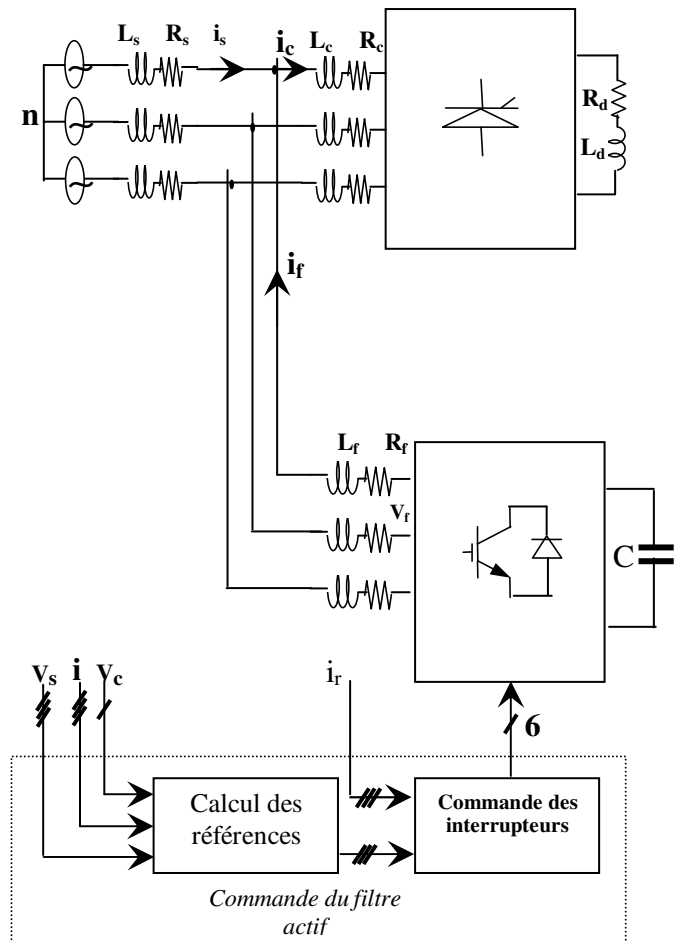 Ls Rs is ic Lc Rc
Rd
n
Ld
if
Lf Rf
Vf
C
Vs i Vc ir
6
Calcul des
références
Commande des
interrupteurs
Commande du filtre
actif